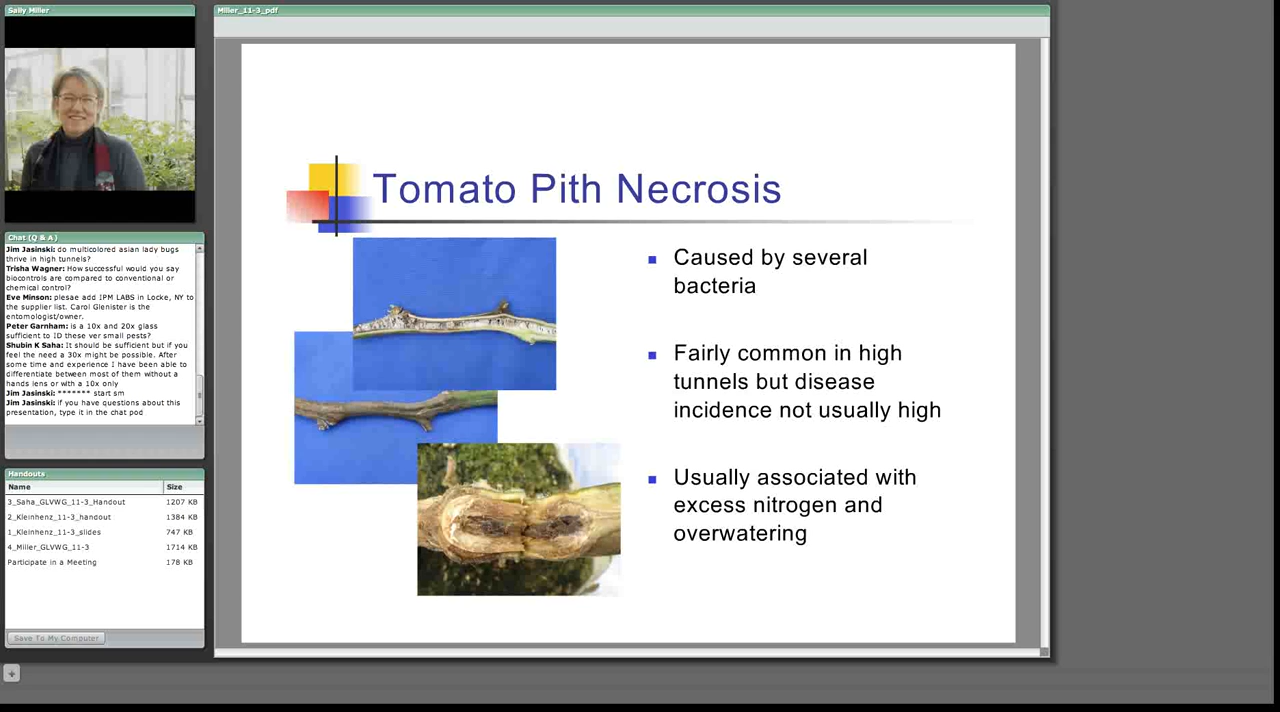 Sally Miller
Miller_11-3_pdf
Tomato Pith Necrosis
Caused by several
bacteria
Fairly common in high
tunnels but disease
incidence not usually high
Usually associated with
excess nitrogen and
overwatering
Chat (Q & A)
Jim Jasinski: do multicolored asian lady bugs
thrive in high tunnels?
Trisha Wagner: How successful would you say
biocontrols are compared to conventional or
chemical control?
Eve Minson: plesae add IPM LABS in Locke, NY to
the supplier list. Carol Glenister is the
entomologist/owner.
Peter Garnham: is a 10x and 20x glass
sufficient to ID these ver small pests?
Shubin K Saha: It should be sufficient but if you
feel the need a 30x might be possible. After
some time and experience I have been able to
differentiate between most of them without a
hands lens or with a 10x only
Jim Jasinski: ******* start sm
Jim Jasinski: if you have questions about this
presentation, type it in the chat pod
Handouts
Name Size
3_Saha_GLVWG_11-3_Handout 1207 KB
2_Kleinhenz_11-3_handout 1384 KB
1_Kleinhenz_11-3_slides 747 KB
4_Miller_GLVWG_11-3 1714 KB
Participate in a Meeting 178 KB
Save To My Computer